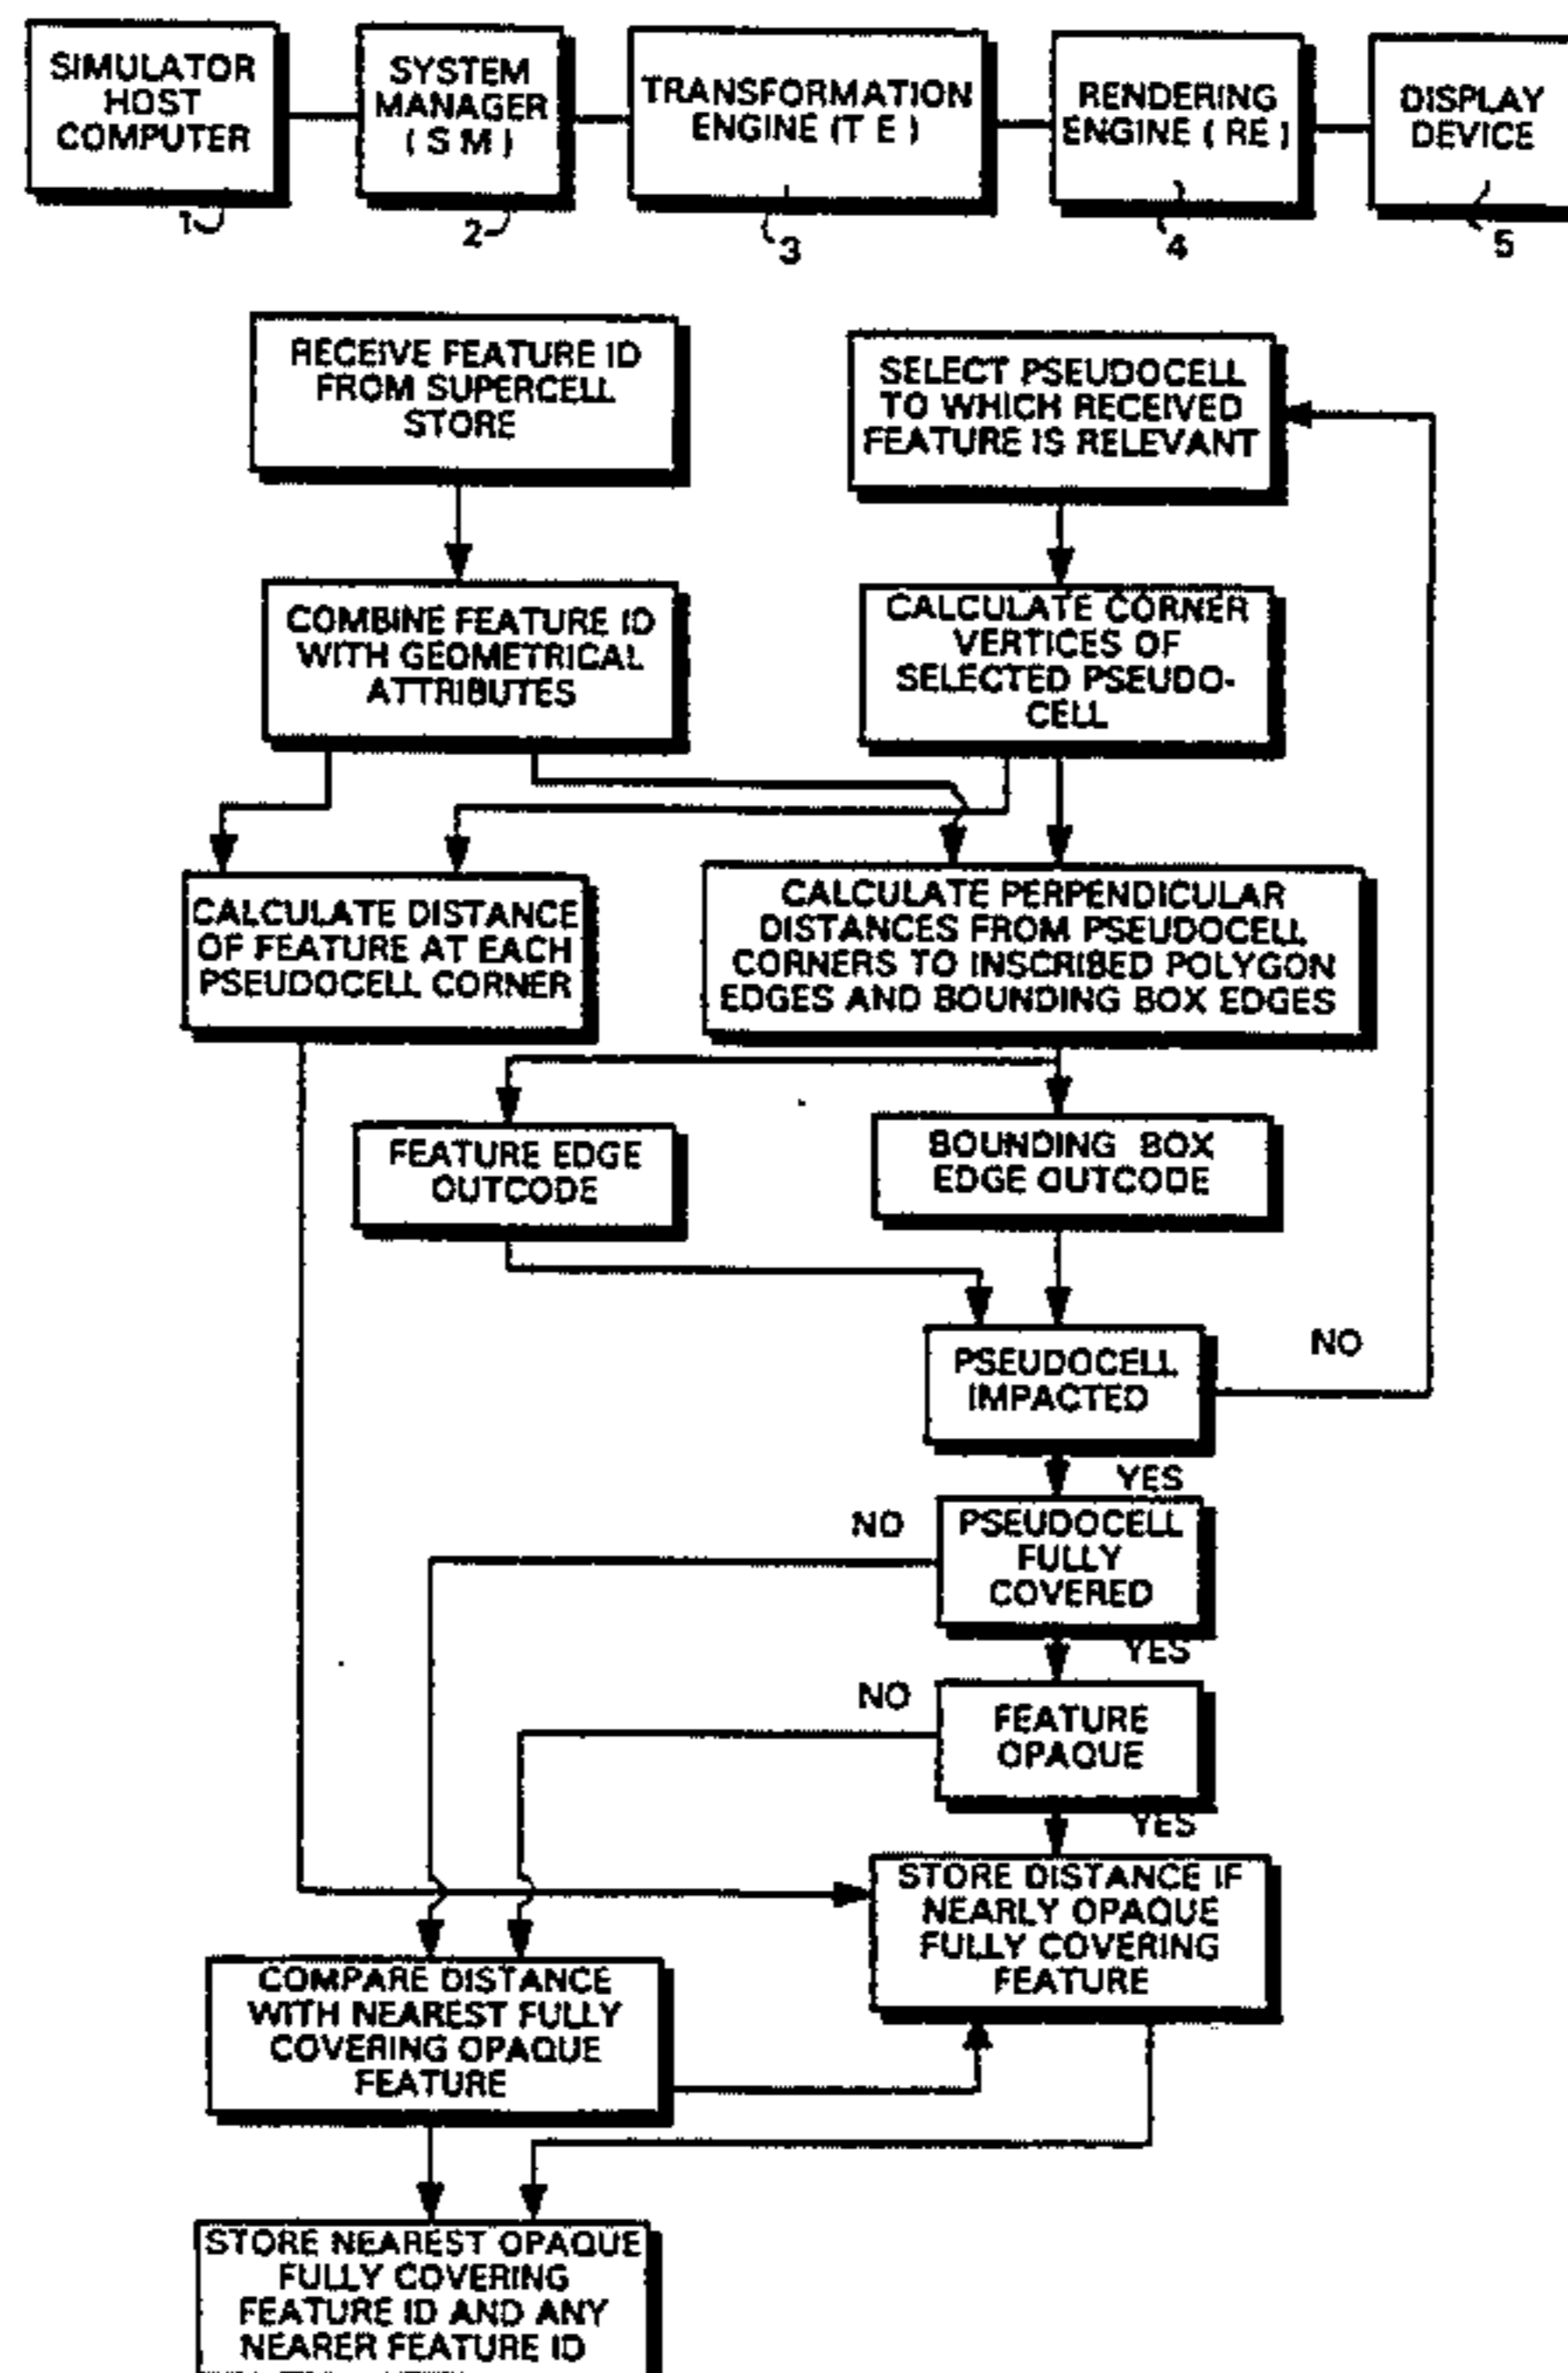 SIMULATOR
HOST
COMPUTER
1
SYSTEM
MANAGER
( S M )
2
TRANSFORMATION
ENGINE (T E )
3
RENDERING
ENGINE ( RE )
4
DISPLAY
DEVICE
5
RECEIVE FEATURE ID
FROM SUPERCELL
STORE
SELECT PSEUDOCELL
TO WHICH RECEIVED
FEATURE IS RELEVANT
COMBINE FEATURE ID
WITH GEOMETRICAL
ATTRIBUTES
CALCULATE CORNER
VERTICES OF
SELECTED PSEUDO-
CELL
CALCULATE DISTANCE
OF FEATURE AT EACH
PSEUDOCELL CORNER
CALCULATE PERPENDICULAR
DISTANCES FROM PSEUDOCELL
CORNERS TO INSCRIBED POLYGON
EDGES AND BOUNDING BOX EDGES
FEATURE EDGE
OUTCODE
BOUNDING BOX
EDGE OUTCODE
PSEUDOCELL
IMPACTED
NO
YES
PSEUDOCELL
FULLY
COVERED
NO
YES
FEATURE
OPAQUE
NO
YES
STORE DISTANCE IF
NEARLY OPAQUE
FULLY COVERING
FEATURE
COMPARE DISTANCE
WITH NEAREST FULLY
COVERING OPAQUE
FEATURE
STORE NEAREST OPAQUE
FULLY COVERING
FEATURE ID AND ANY
NEARER FEATURE ID